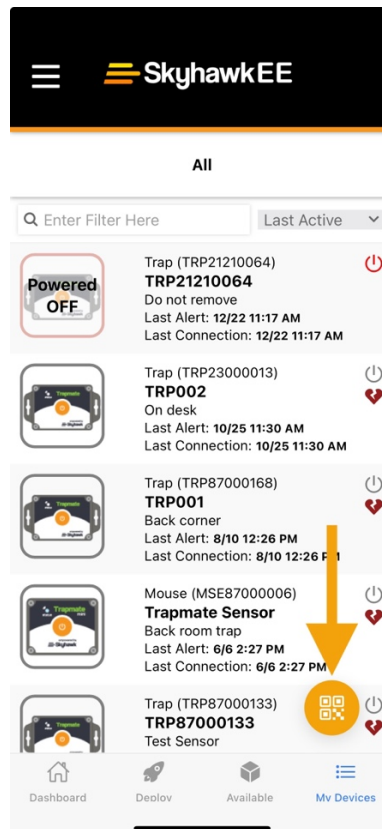 SkyhawkEE
All
Enter Filter Here
Last Active
Powered
OFF
Trap (TRP21210064)
TRP21210064
Do not remove
Last Alert: 12/22 11:17 AM
Last Connection: 12/22 11:17 AM
Trapmate
Trap (TRP23000013)
TRP002
On desk
Last Alert: 10/25 11:30 AM
Last Connection: 10/25 11:30 AM
Trapmate
Trap (TRP87000168)
TRP001
Back corner
Last Alert: 8/10 12:26 PM
Last Connection: 8/10 12:26
Trapmate
Skyhawk
Mouse (MSE87000006)
Trapmate Sensor
Back room trap
Last Alert: 6/6 2:27 PM
Last Connection: 6/6 2:27 PM
Trapmate
Trap (TRP87000133)
TRP87000133
Test Sensor
Dashboard
Deploy
Available
My Devices